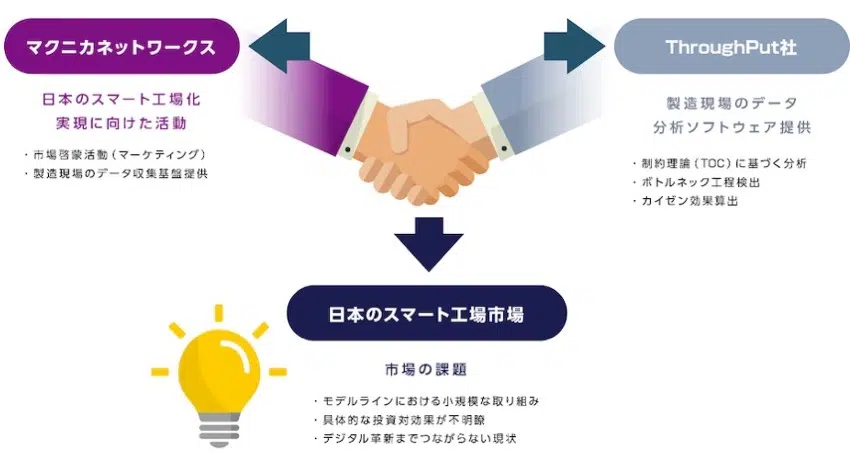 マクニカネットワークス
ThroughPut社
日本のスマート工場化
実現に向けた活動
・市場啓蒙活動（マーケティング）
・製造現場のデータ収集基盤提供
製造現場のデータ
分析ソフトウェア提供
・制約理論（TOC）に基づく分析
・ボトルネック工程検出
・カイゼン効果算出
日本のスマート工場市場
市場の課題
・モデルラインにおける小規模な取り組み
・具体的な投資対効果が不明瞭
・デジタル革新までつながらない現状